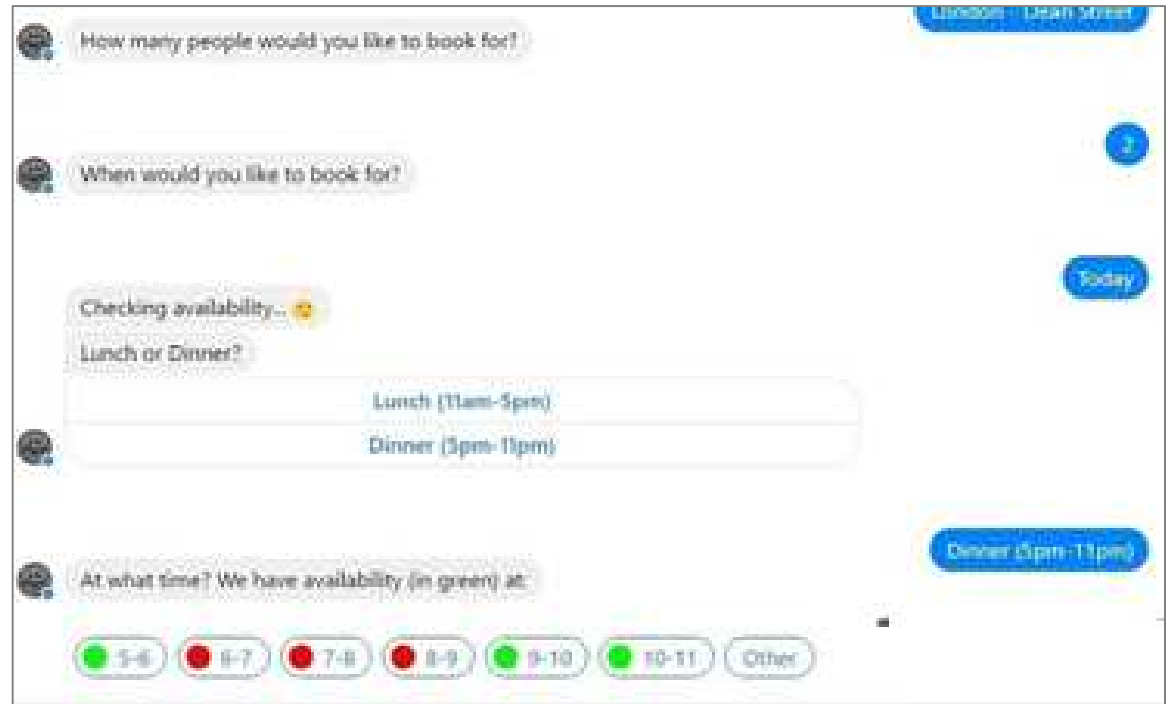 London - Dean Street
How many people would you like to book for?
2
When would you like to book for?
Today
Checking availability...
Lunch or Dinner?
Lunch (11am-5pm)
Dinner (5pm-11pm)
Dinner (5pm-11pm)
At what time? We have availability (in green) at:
5-6 6-7 7-8 8-9 9-10 10-11 Other